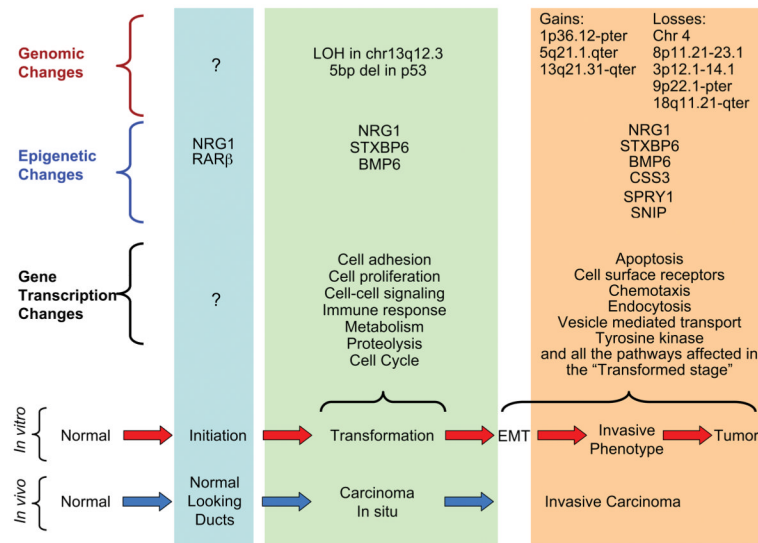 Genomic
Changes
?
LOH in chr13q12.3
5bp del in p53
Gains:
1p36.12-pter
5q21.1.qter
13q21.31-qter
Losses:
Chr 4
8p11.21-23.1
3p12.1-14.1
9p22.1-pter
18q11.21-qter
Epigenetic
Changes
NRG1
RARβ
NRG1
STXBP6
BMP6
NRG1
STXBP6
BMP6
CSS3
SPRY1
SNIP
Gene
Transcription
Changes
?
Cell adhesion
Cell proliferation
Cell-cell signaling
Immune response
Metabolism
Proteolysis
Cell Cycle
Apoptosis
Cell surface receptors
Chemotaxis
Endocytosis
Vesicle mediated transport
Tyrosine kinase
and all the pathways affected in
the “Transformed stage”
In vitro
Normal
Initiation
Transformation
EMT
Invasive
Phenotype
Tumor
In vivo
Normal
Normal
Looking
Ducts
Carcinoma
In situ
Invasive Carcinoma